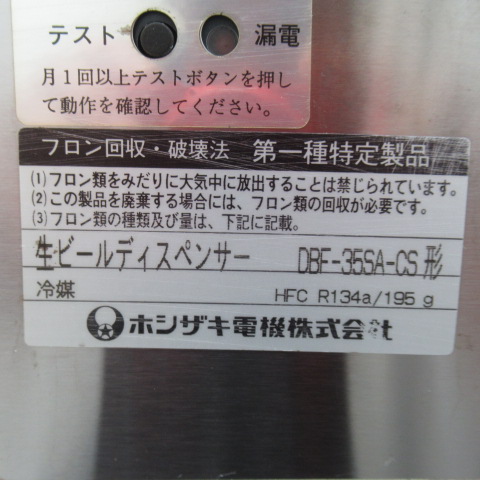 テスト 漏電
月1回以上テストボタンを押し
て動作を確認してください。
フロン回収・破壊法 第一種特定製品
(1) フロン類をみだりに大気中に放出することは禁じられています。
(2) この製品を廃棄する場合には、フロン類の回収が必要です。
(3) フロン類の種類及び量は、下記に記載。
生ビールディスペンサー DBF-35SA-CS形
冷媒 HFC R134a/195 g
ホシザキ電機株式会社